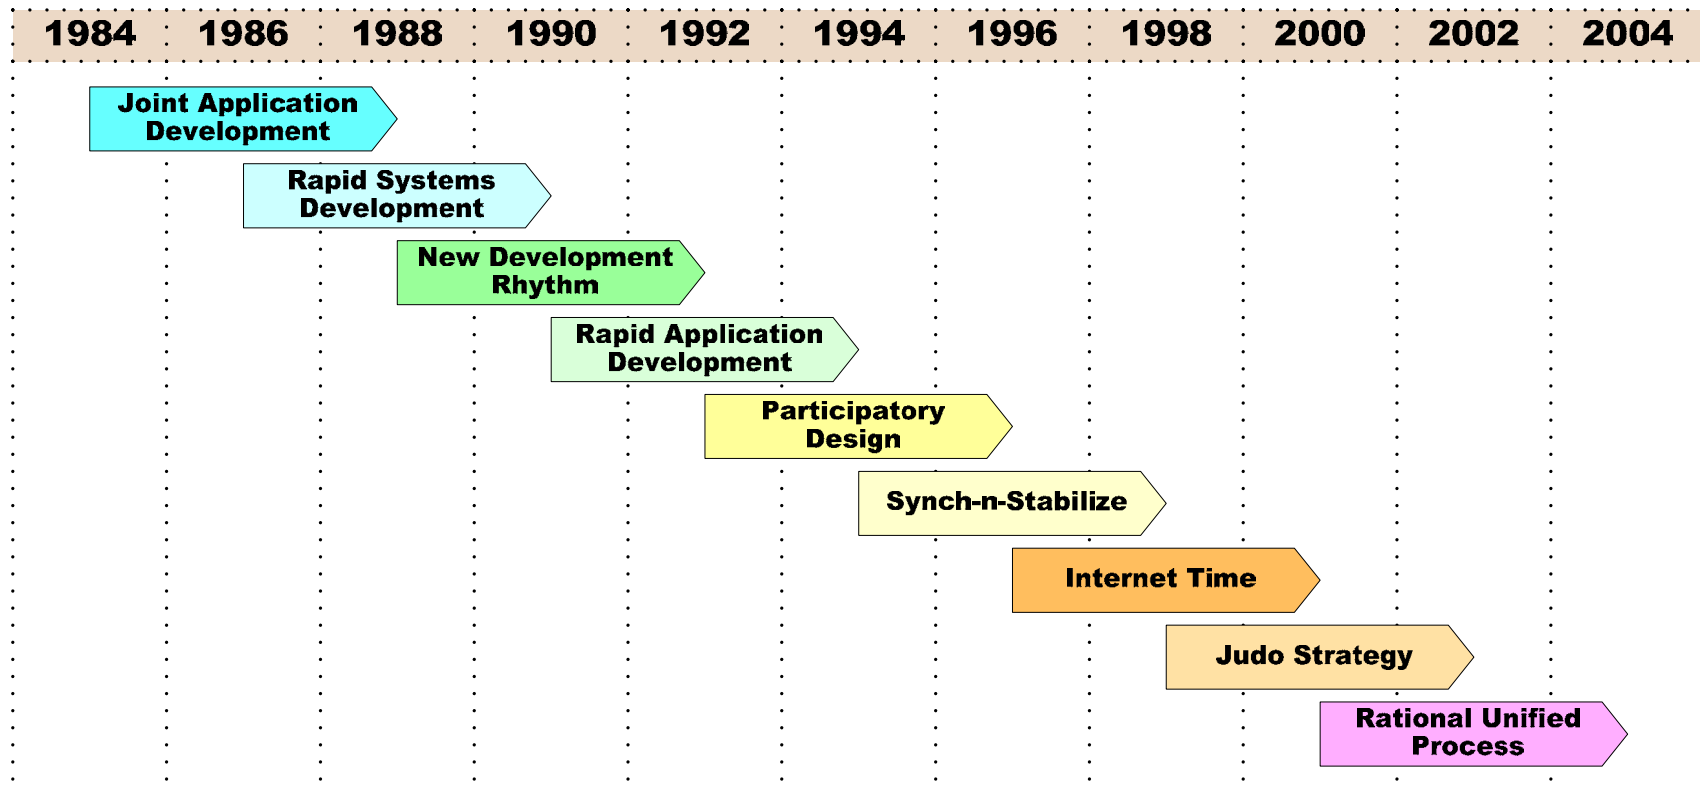 1984 1986 1988 1990 1992 1994 1996 1998 2000 2002 2004
Joint Application
Development
Rapid Systems
Development
New Development
Rhythm
Rapid Application
Development
Participatory
Design
Synch-n-Stabilize
Internet Time
Judo Strategy
Rational Unified
Process